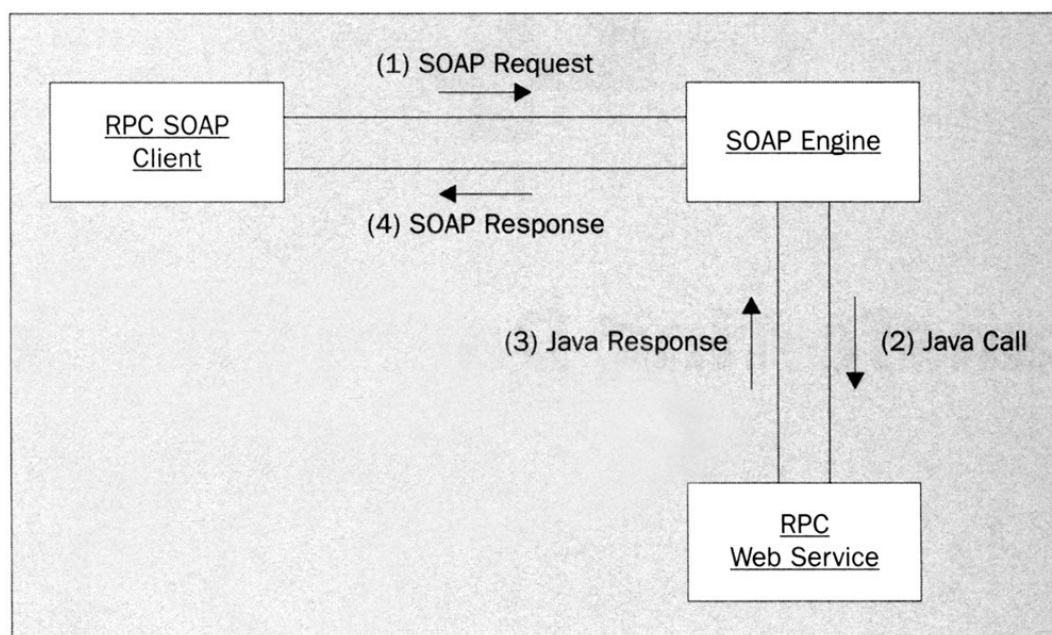 (1) SOAP Request
RPC SOAP
Client
SOAP Engine
(4) SOAP Response
(3) Java Response
(2) Java Call
RPC
Web Service